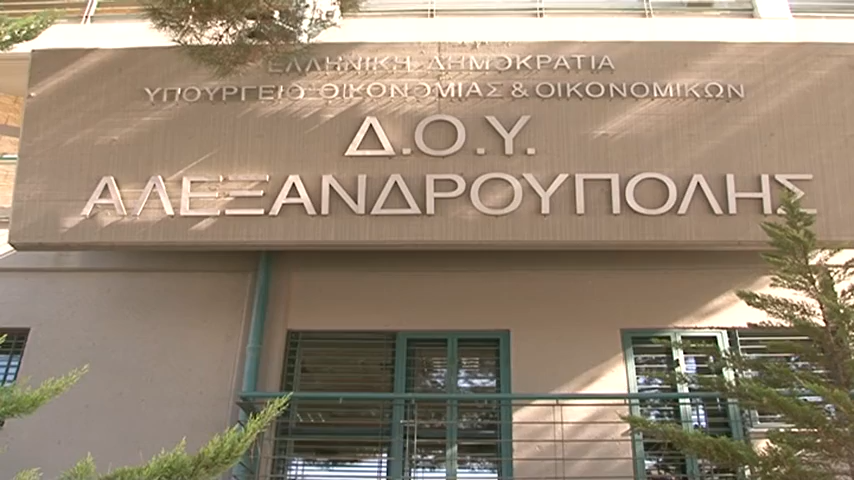 ΕΛΛΗΝΙΚΗ ΔΗΜΟΚΡΑΤΙΑ
ΥΠΟΥΡΓΕΙΟ ΟΙΚΟΝΟΜΙΑΣ & ΟΙΚΟΝΟΜΙΚΩΝ
Δ.Ο.Υ.
ΑΛΕΞΑΝΔΡΟΥΠΟΛΗΣ